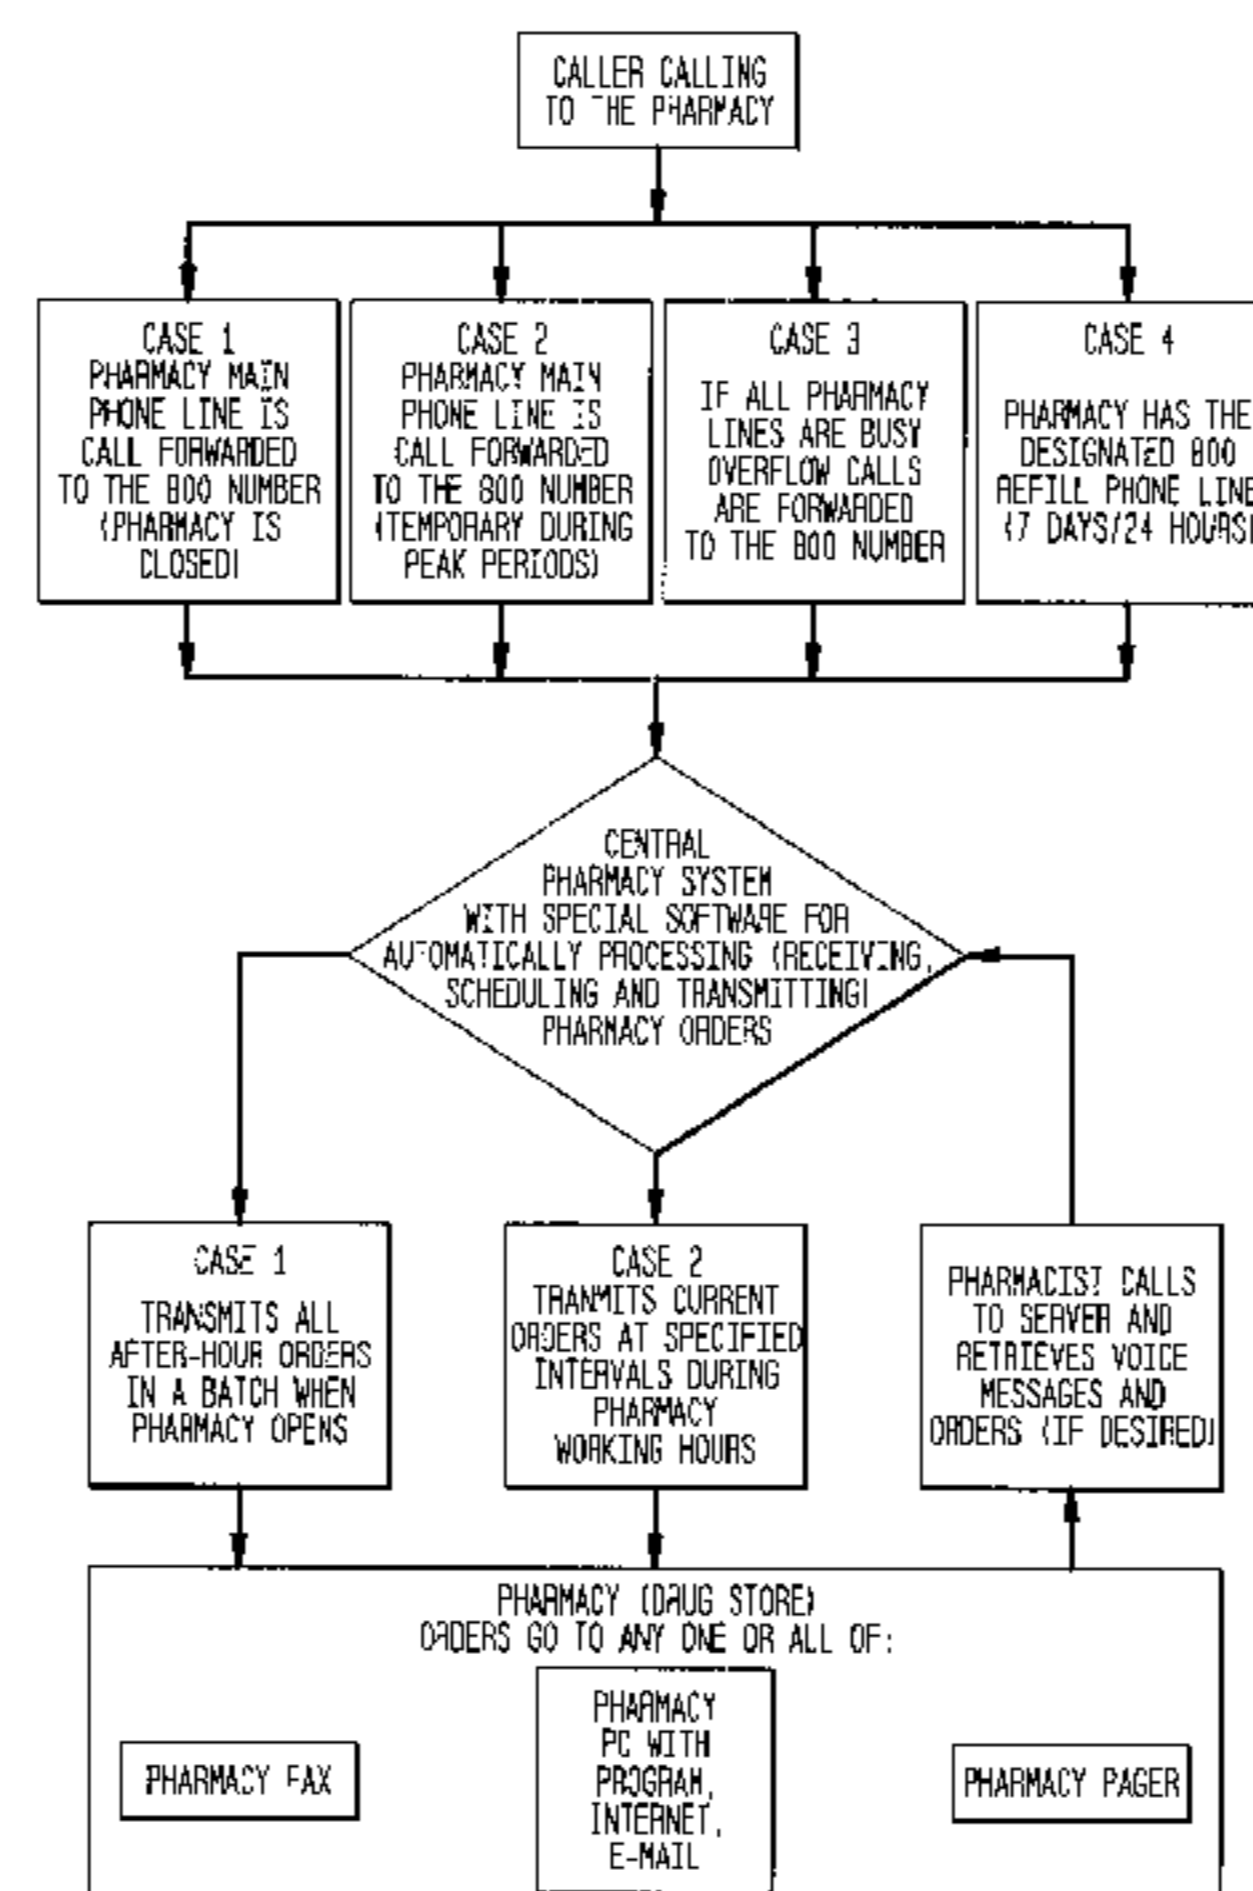 CALLER CALLING
TO THE PHARMACY
CASE 1
PHARMACY MAIN
PHONE LINE IS
CALL FORWARDED
TO THE 800 NUMBER
(PHARMACY IS
CLOSED)
CASE 2
PHARMACY MAIN
PHONE LINE IS
CALL FORWARDED
TO THE 800 NUMBER
(TEMPORARY DURING
PEAK PERIODS)
CASE 3
IF ALL PHARMACY
LINES ARE BUSY
OVERFLOW CALLS
ARE FORWARDED
TO THE 800 NUMBER
CASE 4
PHARMACY HAS THE
DESIGNATED 800
REFILL PHONE LINE
(7 DAYS/24 HOURS)
CENTRAL
PHARMACY SYSTEM
WITH SPECIAL SOFTWARE FOR
AUTOMATICALLY PROCESSING (RECEIVING,
SCHEDULING AND TRANSMITTING)
PHARMACY ORDERS
CASE 1
TRANSMITS ALL
AFTER-HOUR ORDERS
IN A BATCH WHEN
PHARMACY OPENS
CASE 2
TRANMITS CURRENT
ORDERS AT SPECIFIED
INTERVALS DURING
PHARMACY
WORKING HOURS
PHARMACIST CALLS
TO SERVER AND
RETRIEVES VOICE
MESSAGES AND
ORDERS (IF DESIRED)
PHARMACY (DRUG STORE)
ORDERS GO TO ANY ONE OR ALL OF:
PHARMACY FAX
PHARMACY
PC WITH
PROGRAM,
INTERNET,
E-MAIL
PHARMACY PAGER